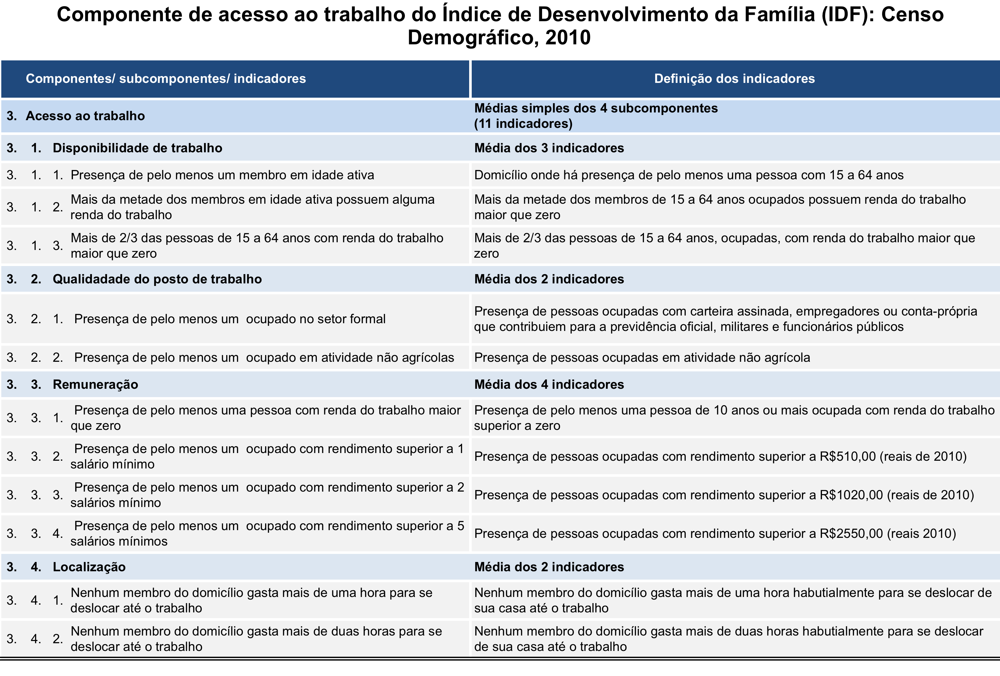 Componente de acesso ao trabalho do Índice de Desenvolvimento da Família (IDF): Censo
Demográfico, 2010
Componentes/ subcomponentes/ indicadores
Definição dos indicadores
3. Acesso ao trabalho
Médias simples dos 4 subcomponentes
(11 indicadores)
3. 1. Disponibilidade de trabalho
Média dos 3 indicadores
3. 1. 1. Presença de pelo menos um membro em idade ativa
Domicílio onde há presença de pelo menos uma pessoa com 15 a 64 anos
3. 1. 2. Mais da metade dos membros em idade ativa possuem alguma
renda do trabalho
Mais da metade dos membros de 15 a 64 anos ocupados possuem renda do trabalho
maior que zero
3. 1. 3. Mais de 2/3 das pessoas de 15 a 64 anos com renda do trabalho
maior que zero
Mais de 2/3 das pessoas de 15 a 64 anos, ocupadas, com renda do trabalho maior que
zero
3. 2. Qualidadade do posto de trabalho
Média dos 2 indicadores
3. 2. 1. Presença de pelo menos um ocupado no setor formal
Presença de pessoas ocupadas com carteira assinada, empregadores ou conta-própria
que contribuiem para a previdência oficial, militares e funcionários públicos
3. 2. 2. Presença de pelo menos um ocupado em atividade não agrícolas
Presença de pessoas ocupadas em atividade não agrícola
3. 3. Remuneração
Média dos 4 indicadores
3. 3. 1. Presença de pelo menos uma pessoa com renda do trabalho maior
que zero
Presença de pelo menos uma pessoa de 10 anos ou mais ocupada com renda do trabalho
superior a zero
3. 3. 2. Presença de pelo menos um ocupado com rendimento superior a 1
salário mínimo
Presença de pessoas ocupadas com rendimento superior a R$510,00 (reais de 2010)
3. 3. 3. Presença de pelo menos um ocupado com rendimento superior a 2
salários mínimo
Presença de pessoas ocupadas com rendimento superior a R$1020,00 (reais de 2010)
3. 3. 4. Presença de pelo menos um ocupado com rendimento superior a 5
salários mínimos
Presença de pessoas ocupadas com rendimento superior a R$2550,00 (reais 2010)
3. 4. Localização
Média dos 2 indicadores
3. 4. 1. Nenhum membro do domicílio gasta mais de uma hora para se
deslocar até o trabalho
Nenhum membro do domicílio gasta mais de uma hora habutialmente para se deslocar de
sua casa até o trabalho
3. 4. 2. Nenhum membro do domicílio gasta mais de duas horas para se
deslocar até o trabalho
Nenhum membro do domicílio gasta mais de duas horas habutialmente para se deslocar
de sua casa até o trabalho